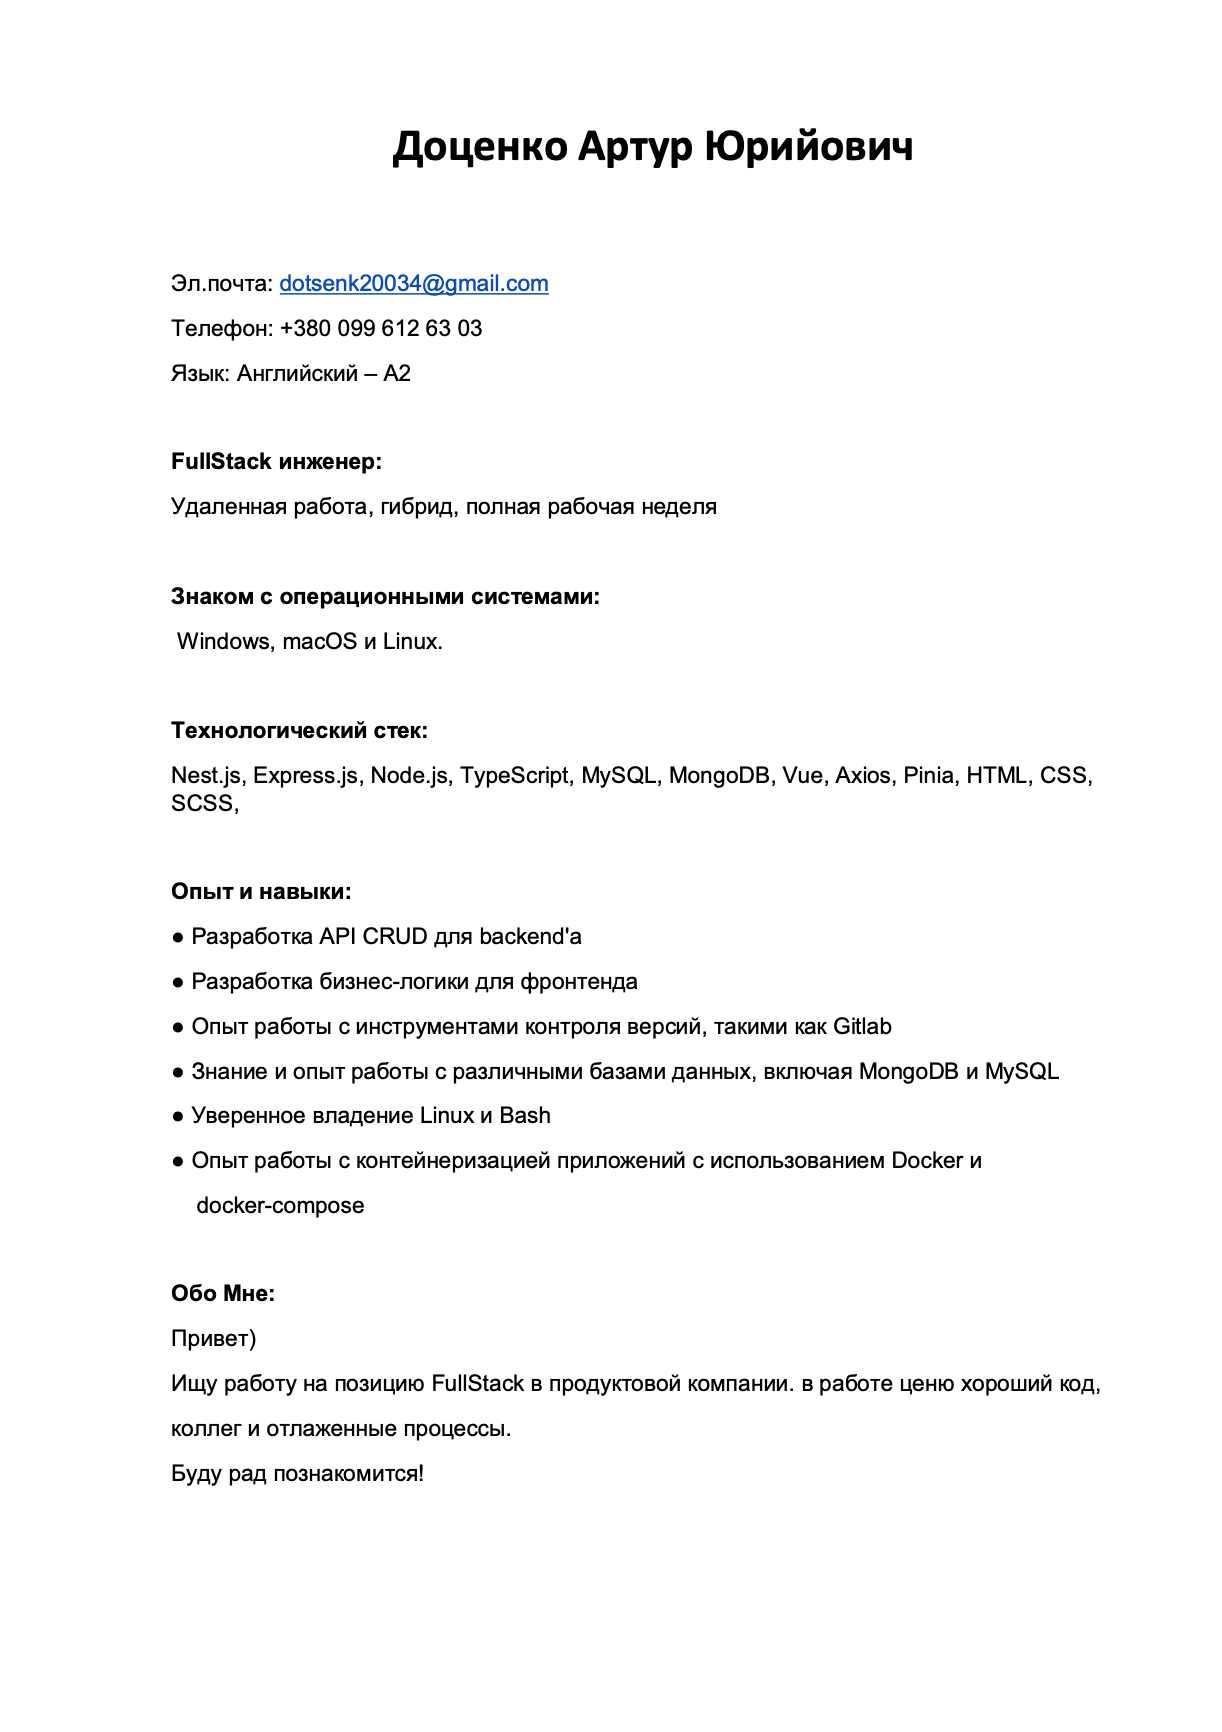 Доценко Артур Юрийович
Эл.почта: dotsenk20034@gmail.com
Телефон: +380 099 612 63 03
Язык: Английский – А2
FullStack инженер:
Удаленная работа, гибрид, полная рабочая неделя
Знаком с операционными системами:
Windows, macOS и Linux.
Технологический стек:
Nest.js, Express.js, Node.js, TypeScript, MySQL, MongoDB, Vue, Axios, Pinia, HTML, CSS,
SCSS,
Опыт и навыки:
● Разработка API CRUD для backend'а
● Разработка бизнес-логики для фронтенда
● Опыт работы с инструментами контроля версий, такими как Gitlab
● Знание и опыт работы с различными базами данных, включая MongoDB и MySQL
● Уверенное владение Linux и Bash
● Опыт работы с контейнеризацией приложений с использованием Docker и
docker-compose
Обо Мне:
Привет)
Ищу работу на позицию FullStack в продуктовой компании. в работе ценю хороший код,
коллег и отлаженные процессы.
Буду рад познакомится!